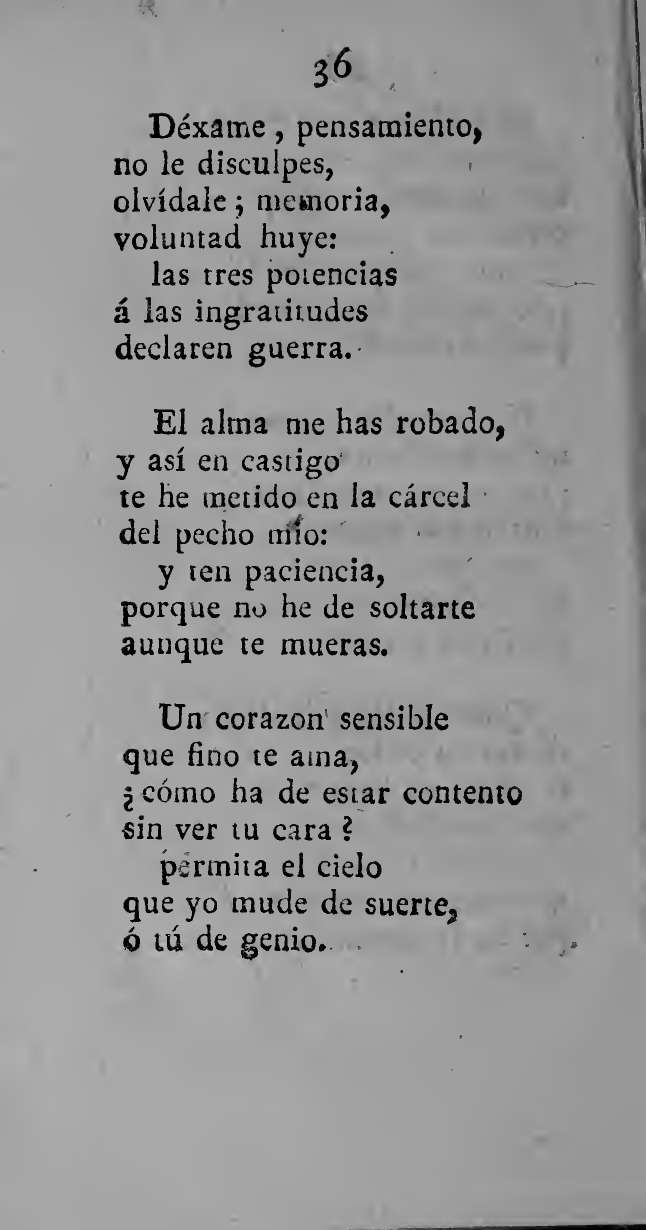 36
Déxame, pensamiento,
no le disculpes,
olvídale; memoria,
voluntad huye:
las tres potencias
á las ingratitudes
declaren guerra.
El alma me has robado,
y así en castigo
te he metido en la cárcel
del pecho mío:
y ten paciencia,
porque no he de soltarte
aunque te mueras.
Un corazon sensible
que fino te ama,
¿cómo ha de estar contento
sin ver tu cara?
permita el cielo
que yo mude de suerte,
ó tú de genio.